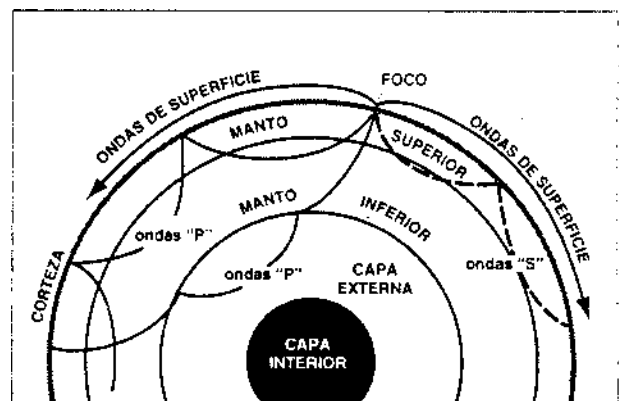 FOCO
ONDAS DE SUPERFICIE
ONDAS DE SUPERFICIE
MANTO
SUPERIOR
MANTO
INFERIOR
ondas "P"
ondas "P"
ondas "S"
CORTEZA
CAPA
EXTERNA
CAPA
INTERIOR